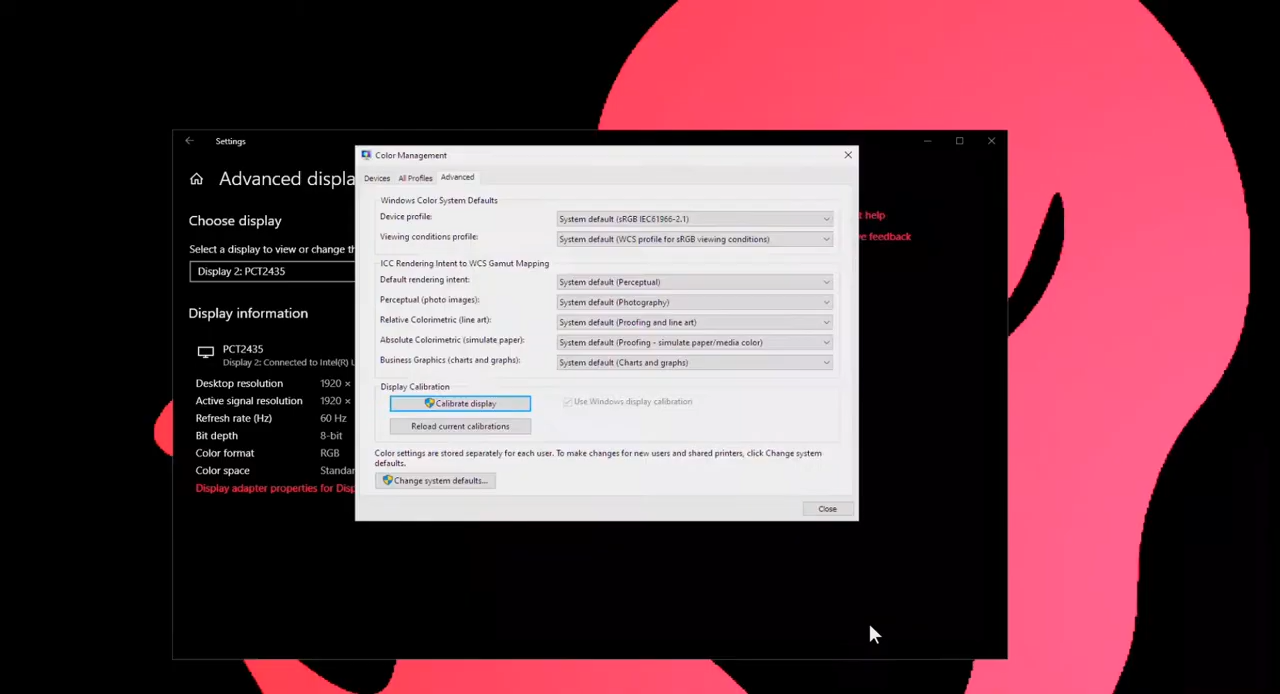 Settings
Color Management
Devices All Profiles Advanced
Advanced displa
Choose display
Select a display to view or change th
Display 2: PCT2435
Display information
PCT2435
Display 2: Connected to Intel(R) U
Desktop resolution 1920 ×
Active signal resolution 1920 ×
Refresh rate (Hz) 60 Hz
Bit depth 8-bit
Color format RGB
Color space Standa
Display adapter properties for Disp
Windows Color System Defaults
Device profile: System default (sRGB IEC61966-2.1)
Viewing conditions profile: System default (WCS profile for sRGB viewing conditions)
ICC Rendering Intent to WCS Gamut Mapping
Default rendering intent: System default (Perceptual)
Perceptual (photo images): System default (Photography)
Relative Colorimetric (line art): System default (Proofing and line art)
Absolute Colorimetric (simulate paper): System default (Proofing - simulate paper/media color)
Business Graphics (charts and graphs): System default (Charts and graphs)
Display Calibration
Calibrate display Use Windows display calibration
Reload current calibrations
Color settings are stored separately for each user. To make changes for new users and shared printers, click Change system
defaults.
Change system defaults...
Close
t help
e feedback